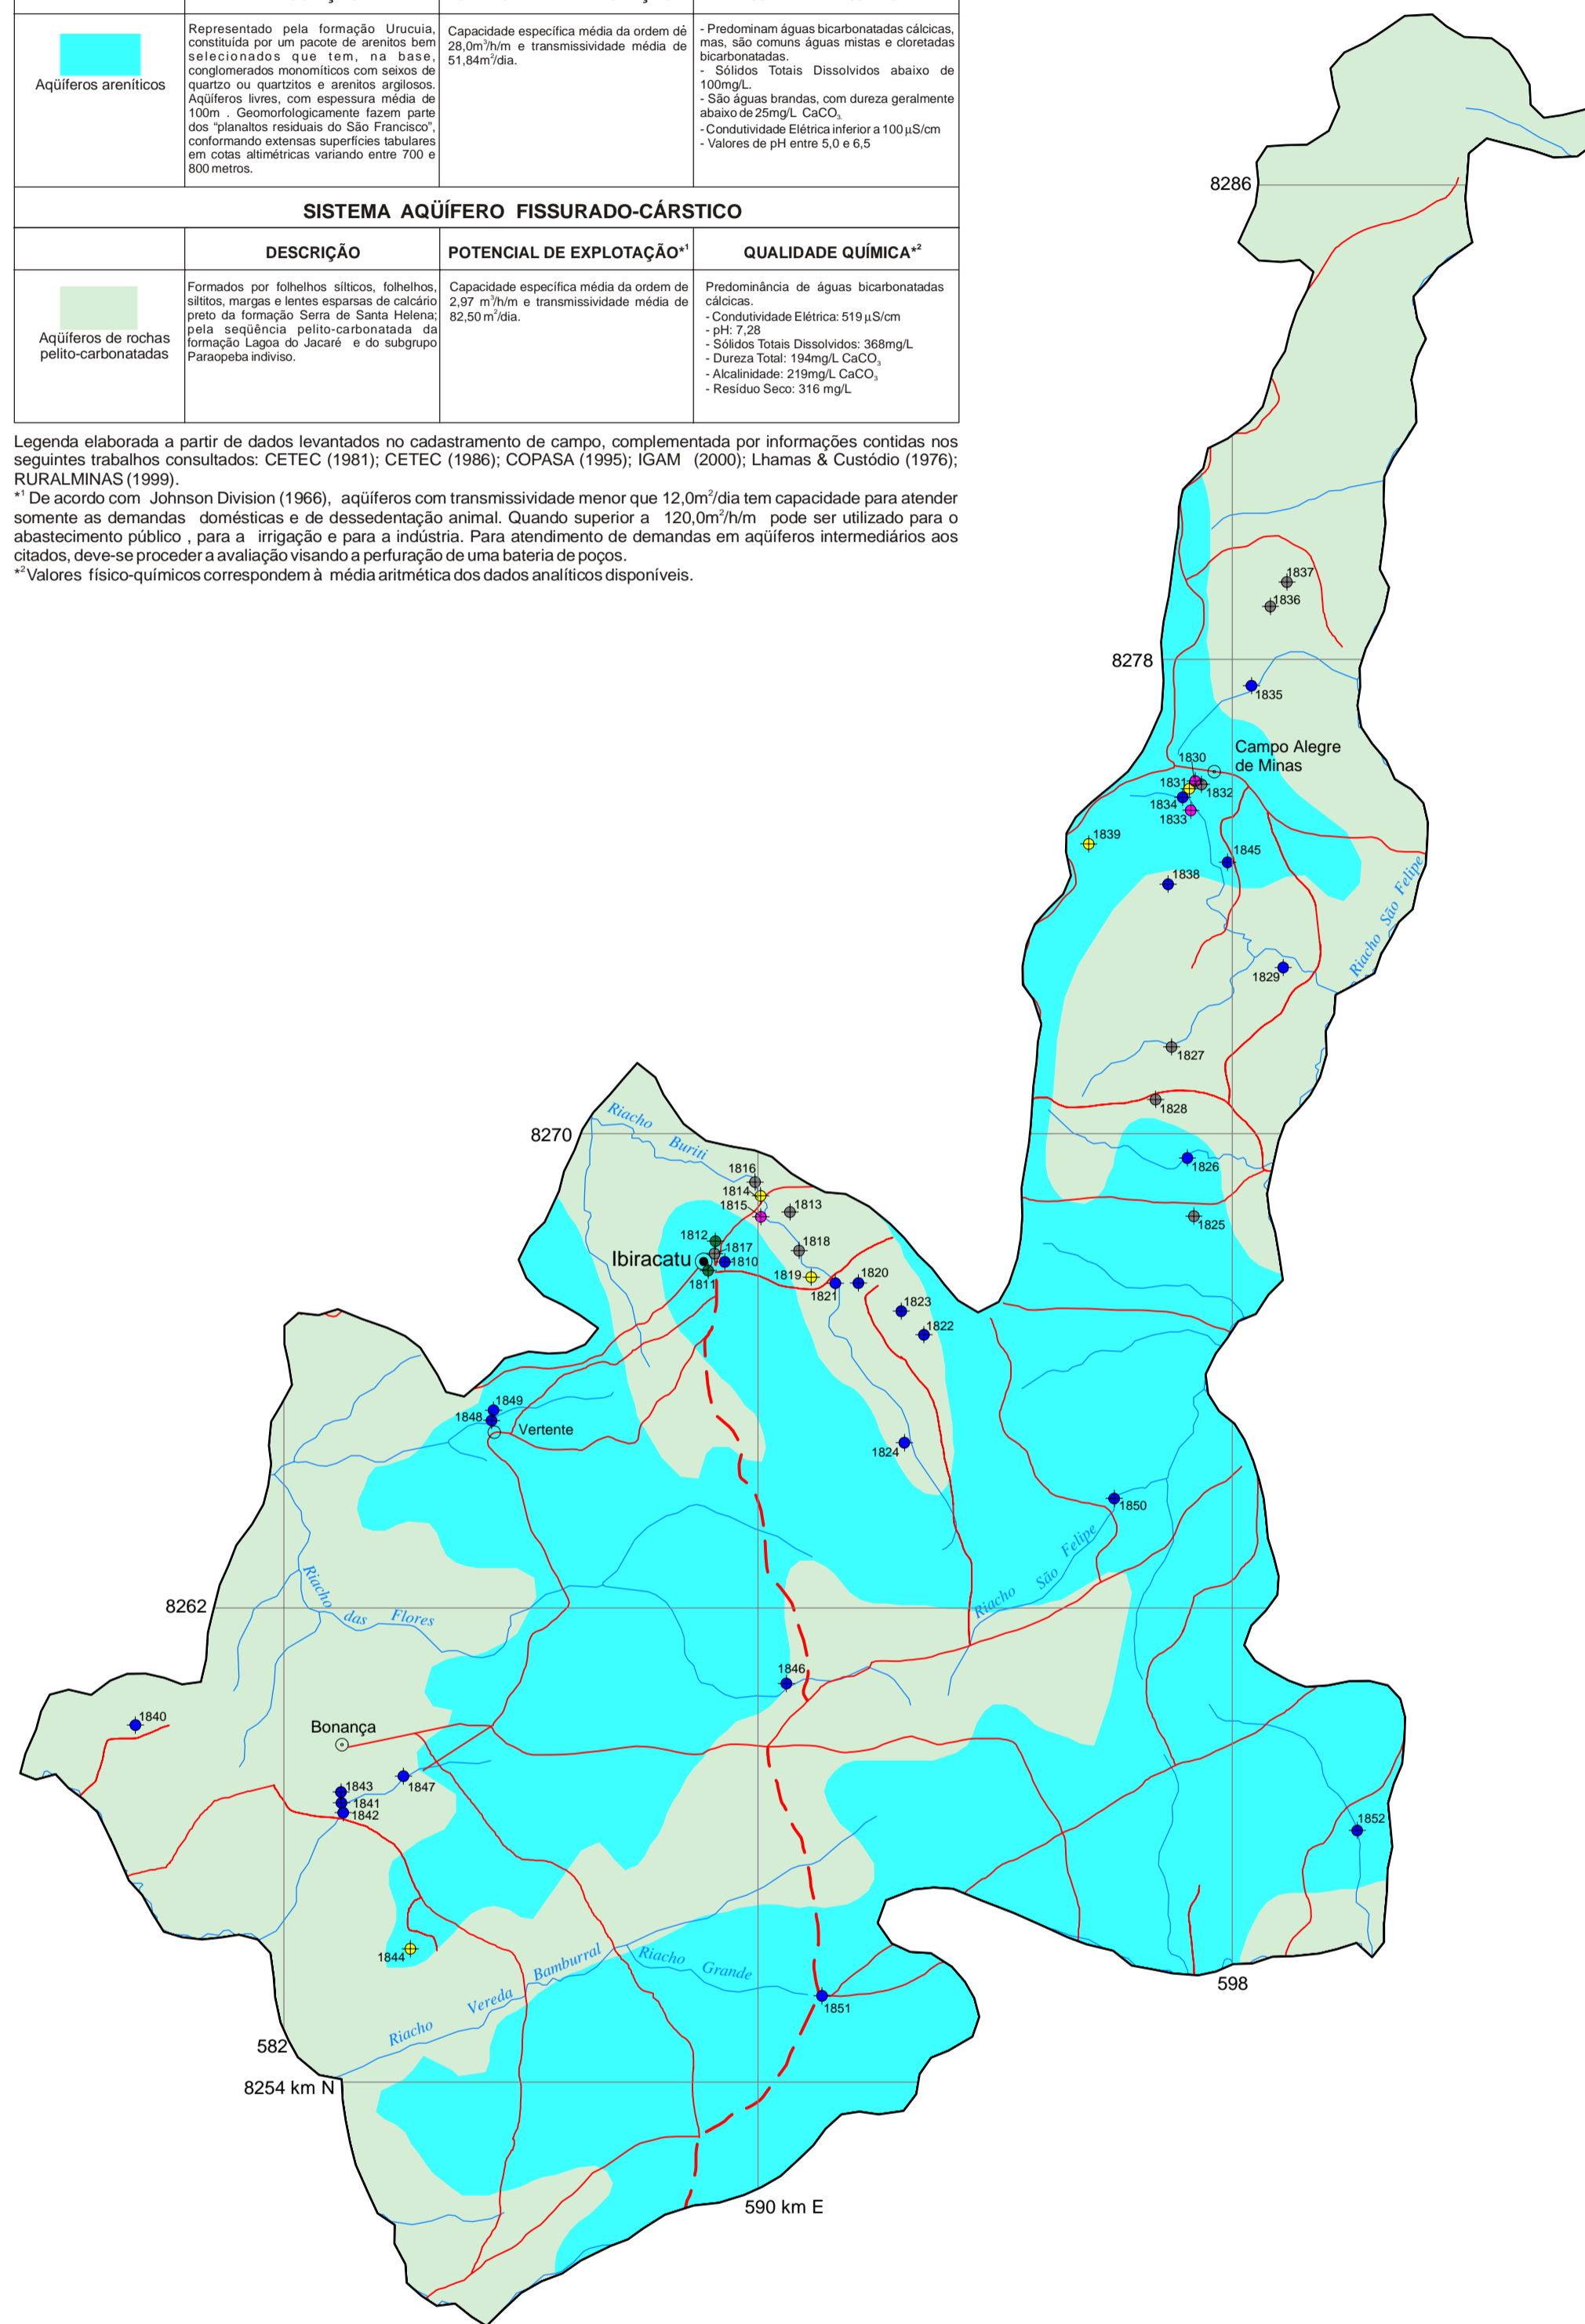 Representado pela formação Urucuia,
constituída por um pacote de arenitos bem
selecionados que tem, na base,
conglomerados monomíticos com seixos de
quartzo ou quartzitos e arenitos argilosos.
Aqüíferos livres, com espessura média de
100m . Geomorfologicamente fazem parte
dos “planaltos residuais do São Francisco”,
conformando extensas superfícies tabulares
em cotas altimétricas variando entre 700 e
800 metros.
Aqüíferos areníticos
Capacidade específica média da ordem de
28,0m³/h/m e transmissividade média de
51,84m²/dia.
- Predominam águas bicarbonatadas cálcicas,
mas, são comuns águas mistas e cloretadas
bicarbonatadas.
- Sólidos Totais Dissolvidos abaixo de
100mg/L.
- São águas brandas, com dureza geralmente
abaixo de 25mg/L CaCO₃.
- Condutividade Elétrica inferior a 100 µS/cm
- Valores de pH entre 5,0 e 6,5
SISTEMA AQÜÍFERO FISSURADO-CÁRSTICO
DESCRIÇÃO
POTENCIAL DE EXPLOTAÇÃO*¹
QUALIDADE QUÍMICA*²
Aqüíferos de rochas
pelito-carbonatadas
Formados por folhelhos sílticos, folhelhos,
siltitos, margas e lentes esparsas de calcário
preto da formação Serra de Santa Helena;
pela seqüência pelito-carbonatada da
formação Lagoa do Jacaré e do subgrupo
Paraopeba indiviso.
Capacidade específica média da ordem de
2,97 m³/h/m e transmissividade média de
82,50 m²/dia.
Predominância de águas bicarbonatadas
cálcicas.
- Condutividade Elétrica: 519 µS/cm
- pH: 7,28
- Sólidos Totais Dissolvidos: 368mg/L
- Dureza Total: 194mg/L CaCO₃
- Alcalinidade: 219mg/L CaCO₃
- Resíduo Seco: 316 mg/L
Legenda elaborada a partir de dados levantados no cadastramento de campo, complementada por informações contidas nos
seguintes trabalhos consultados: CETEC (1981); CETEC (1986); COPASA (1995); IGAM (2000); Lhamas & Custódio (1976);
RURALMINAS (1999).
*¹ De acordo com Johnson Division (1966), aqüíferos com transmissividade menor que 12,0m²/dia tem capacidade para atender
somente as demandas domésticas e de dessedentação animal. Quando superior a 120,0m²/h/m pode ser utilizado para o
abastecimento público , para a irrigação e para a indústria. Para atendimento de demandas em aqüíferos intermediários aos
citados, deve-se proceder a avaliação visando a perfuração de uma bateria de poços.
*² Valores físico-químicos correspondem à média aritmética dos dados analíticos disponíveis.
8286
1837
1836
8278
1835
Campo Alegre
de Minas
1830
1831
1832
1834
1833
1839
1845
1838
Riacho São Felipe
1829
1827
1828
8270
Riacho Buriti
1826
1816
1814
1815
1813
1825
1812
1817
1818
Ibiracatu
1810
1811
1819
1821
1820
1823
1822
1849
1848
Vertente
1824
1850
Riacho São Felipe
Riacho das Flores
8262
1846
1840
Bonança
1847
1843
1841
1842
1852
1844
Riacho Vereda Bamburral
Riacho Grande
1851
598
582
8254 km N
590 km E